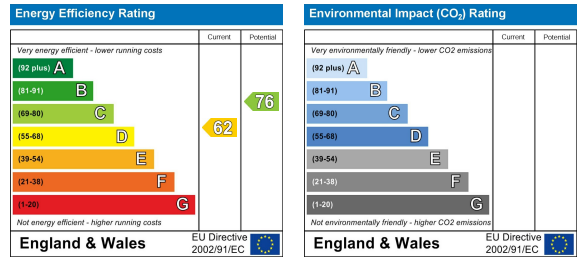 Energy Efficiency Rating
Current Potential
Very energy efficient - lower running costs
(92 plus) A
(81-91) B
(69-80) C
(55-68) D
(39-54) E
(21-38) F
(1-20) G
62
76
Not energy efficient - higher running costs
England & Wales
EU Directive
2002/91/EC
Environmental Impact (CO2) Rating
Current Potential
Very environmentally friendly - lower CO2 emissions
(92 plus) A
(81-91) B
(69-80) C
(55-68) D
(39-54) E
(21-38) F
(1-20) G
Not environmentally friendly - higher CO2 emissions
England & Wales
EU Directive
2002/91/EC